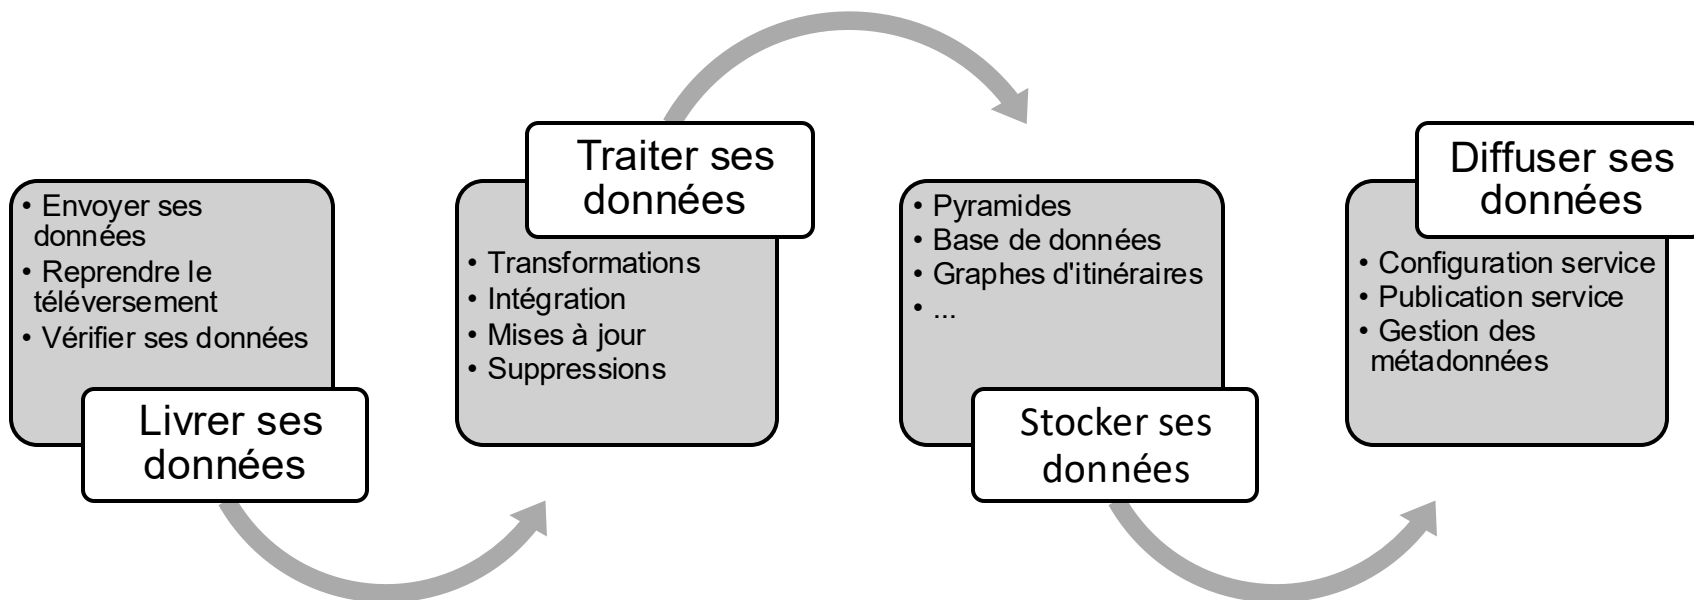 • Envoyer ses
données
• Reprendre le
téléversement
• Vérifier ses données
Livrer ses
données
Traiter ses
données
• Transformations
• Intégration
• Mises à jour
• Suppressions
• Pyramides
• Base de données
• Graphes d'itinéraires
• ...
Stocker ses
données
Diffuser ses
données
• Configuration service
• Publication service
• Gestion des
métadonnées